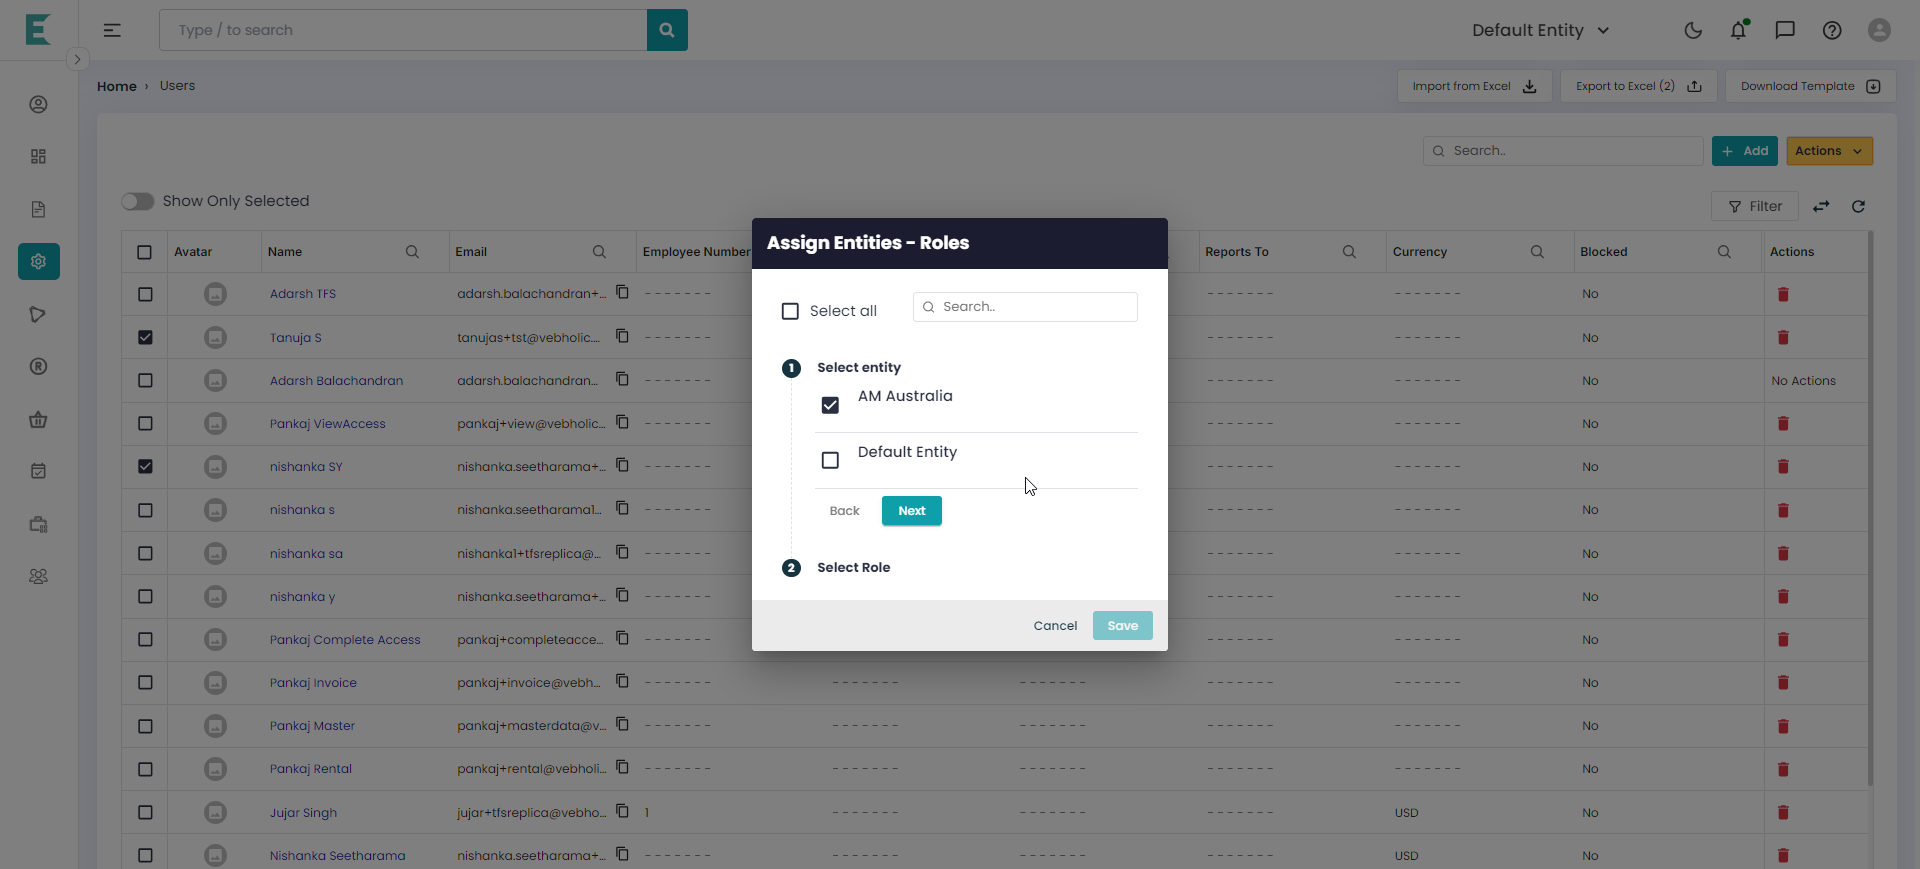 Type / to search
Default Entity
Home › Users
Import from Excel
Export to Excel (2)
Download Template
Search..
+ Add
Actions
Show Only Selected
Filter
Avatar Name Email Employee Number Reports To Currency Blocked Actions
Adarsh TFS adarsh.balachandran+... ------- ------- ------- No
Tanuja S tanujas+tst@vebholic.... ------- ------- ------- No
Adarsh Balachandran adarsh.balachandran... ------- ------- ------- No No Actions
Pankaj ViewAccess pankaj+view@vebholic... ------- ------- ------- No
nishanka SY nishanka.seetharama+... ------- ------- ------- No
nishanka s nishanka.seetharama1... ------- ------- ------- No
nishanka sa nishanka1+tfsreplica@... ------- ------- ------- No
nishanka y nishanka.seetharama+... ------- ------- ------- No
Pankaj Complete Access pankaj+completeacce... ------- ------- ------- No
Pankaj Invoice pankaj+invoice@vebh... ------- ------- ------- ------- ------- No
Pankaj Master pankaj+masterdata@v... ------- ------- ------- ------- ------- No
Pankaj Rental pankaj+rental@vebholi... ------- ------- ------- ------- ------- No
Jujar Singh jujar+tfsreplica@vebho... 1 ------- ------- ------- USD No
Nishanka Seetharama nishanka.seetharama+... ------- ------- ------- ------- USD No
Assign Entities - Roles
Select all
Search..
1 Select entity
AM Australia
Default Entity
Back Next
2 Select Role
Cancel Save